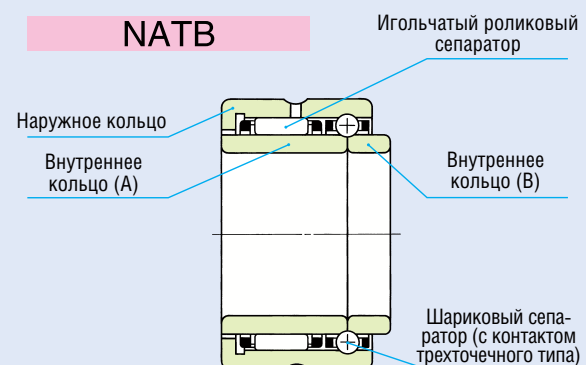 NATB
Игольчатый роликовый
сепаратор
Наружное кольцо
Внутреннее
кольцо (A)
Внутреннее
кольцо (B)
Шариковый сепа-
ратор (с контактом
трехточечного типа)